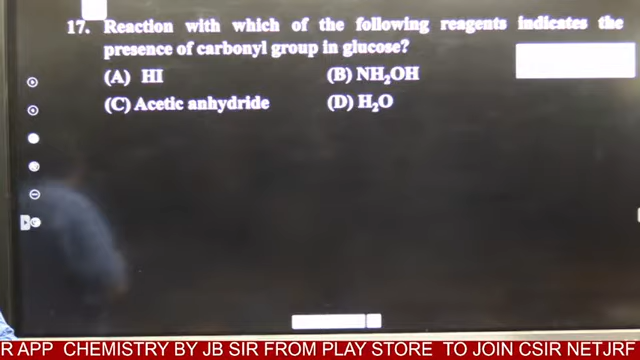 17. Reaction with which of the following reagents indicates the
presence of carbonyl group in glucose?
(A) HI (B) NH₂OH
(C) Acetic anhydride (D) H₂O
R APP CHEMISTRY BY JB SIR FROM PLAY STORE TO JOIN CSIR NETJRF